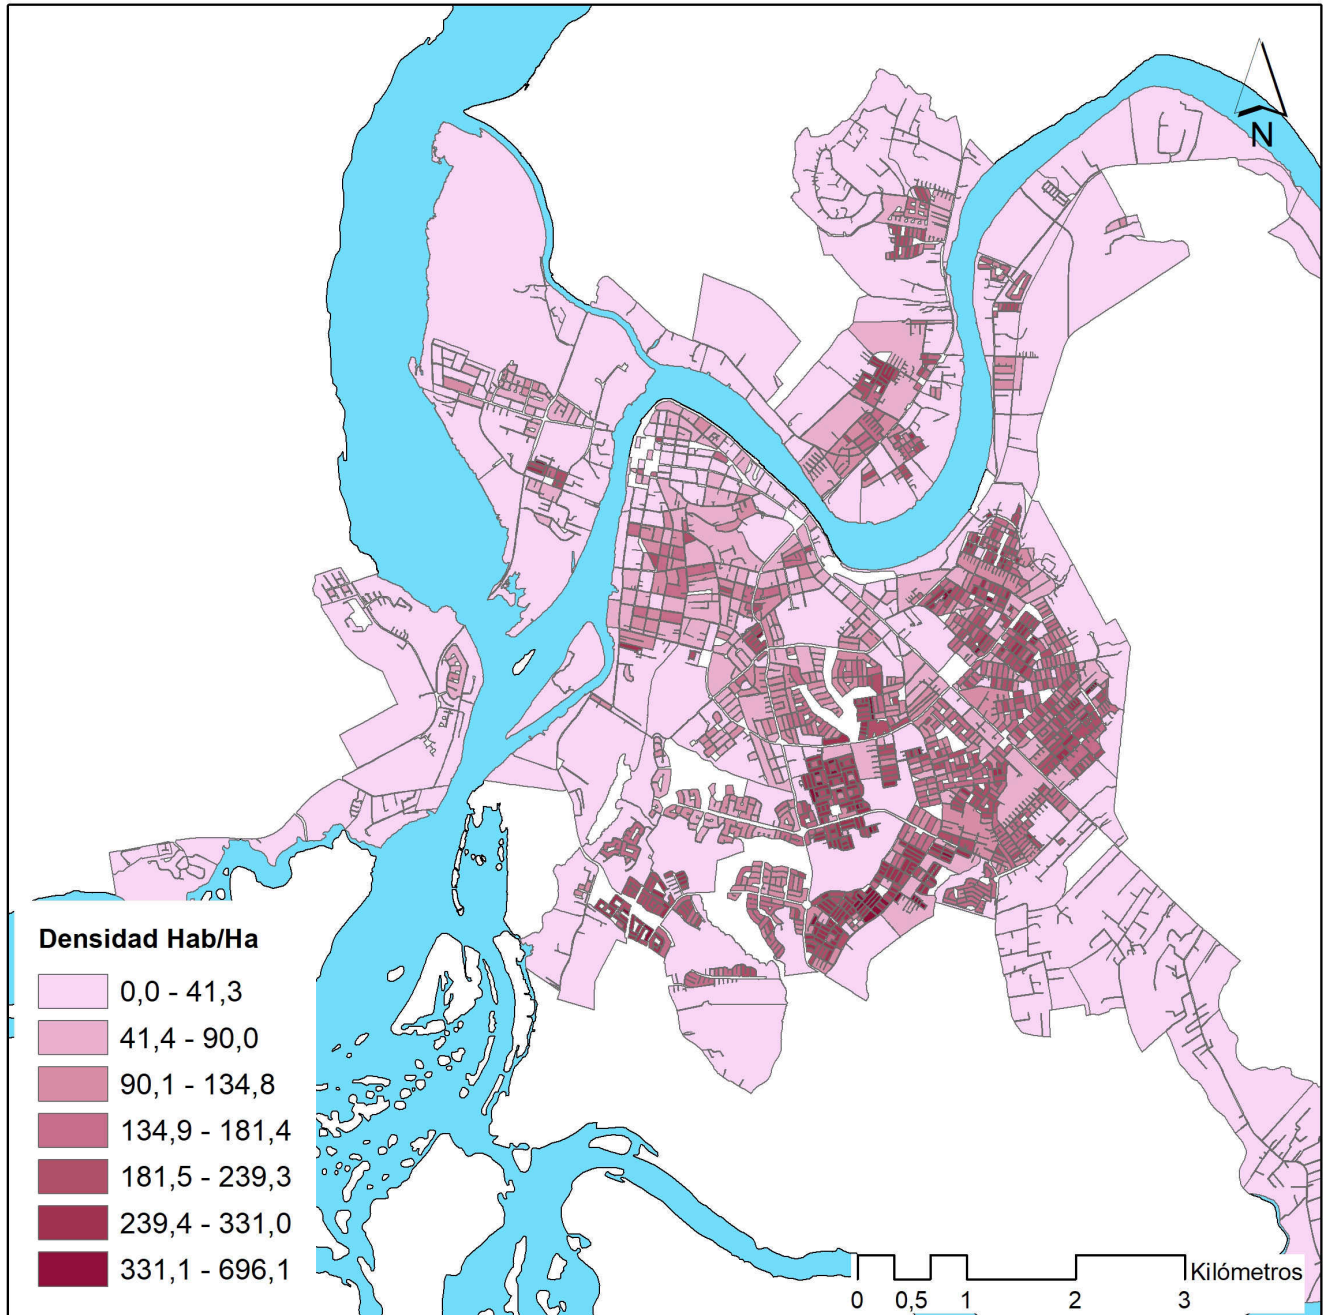 N
Densidad Hab/Ha
0,0 - 41,3
41,4 - 90,0
90,1 - 134,8
134,9 - 181,4
181,5 - 239,3
239,4 - 331,0
331,1 - 696,1
Kilómetros
0 0,5 1 2 3